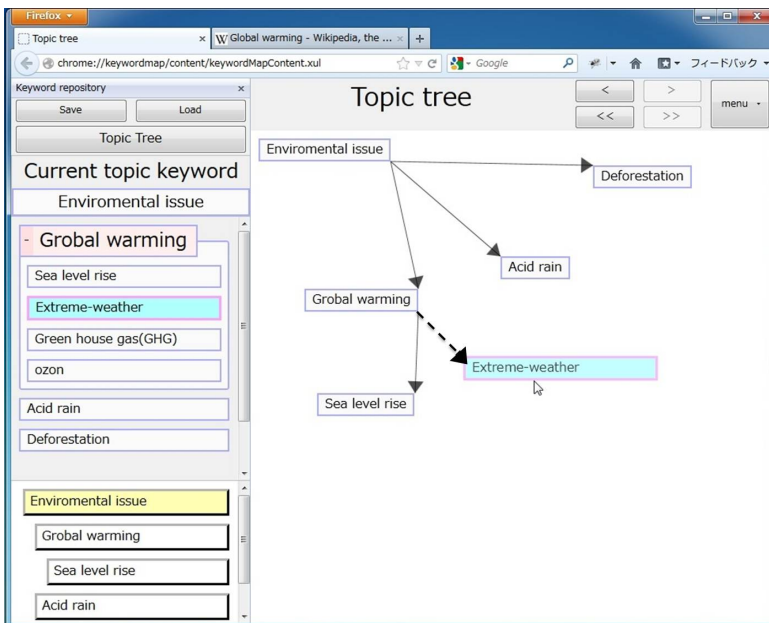 Firefox
Topic tree
Global warming - Wikipedia, the ...
chrome://keywordmap/content/keywordMapContent.xul
Google
フィードバック
Keyword repository
Save
Load
Topic Tree
Current topic keyword
Enviromental issue
- Grobal warming
Sea level rise
Extreme-weather
Green house gas(GHG)
ozon
Acid rain
Deforestation
Enviromental issue
Grobal warming
Sea level rise
Acid rain
Topic tree
<
>
<<
>>
menu
Enviromental issue
Deforestation
Acid rain
Grobal warming
Extreme-weather
Sea level rise